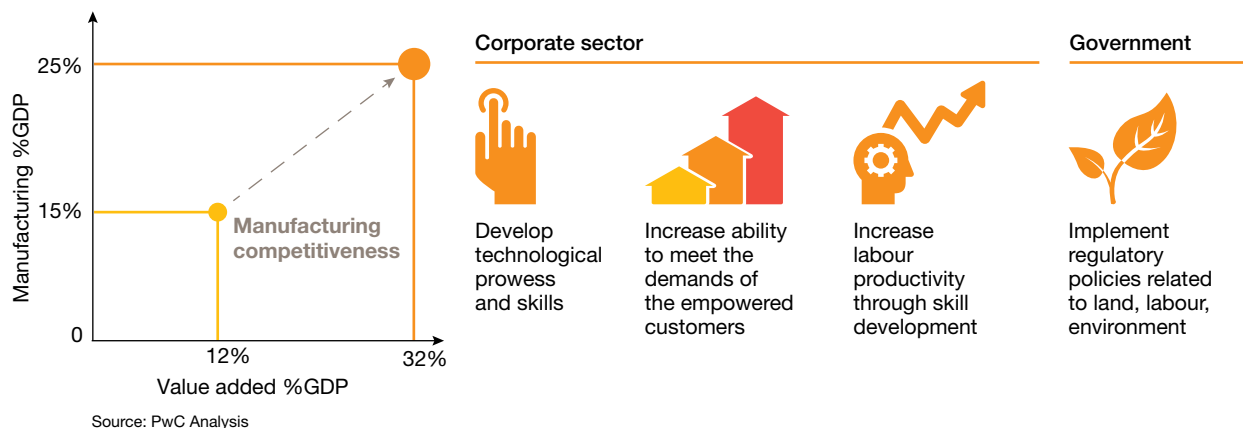 Manufacturing %GDP
25%
15%
0
Manufacturing
competitiveness
12%
32%
Value added %GDP
Source: PwC Analysis
Corporate sector
Develop
technological
prowess
and skills
Increase ability
to meet the
demands of
the empowered
customers
Increase
labour
productivity
through skill
development
Government
Implement
regulatory
policies related
to land, labour,
environment